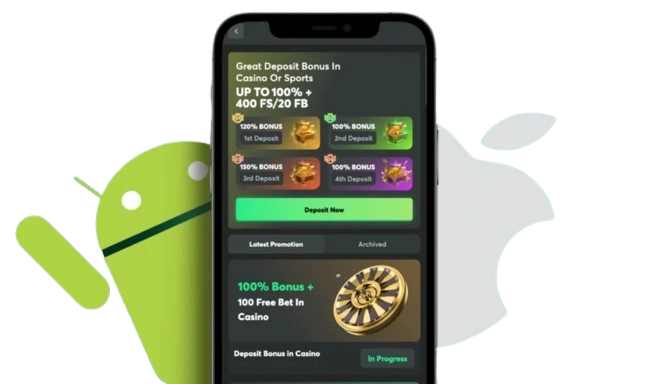 Great Deposit Bonus In
Casino Or Sports
UP TO 100% +
400 FS/20 FB
120% BONUS
1st Deposit
100% BONUS
2nd Deposit
150% BONUS
3rd Deposit
100% BONUS
4th Deposit
Deposit Now
Latest Promotion
Archived
100% Bonus +
100 Free Bet In
Casino
Deposit Bonus in Casino
In Progress